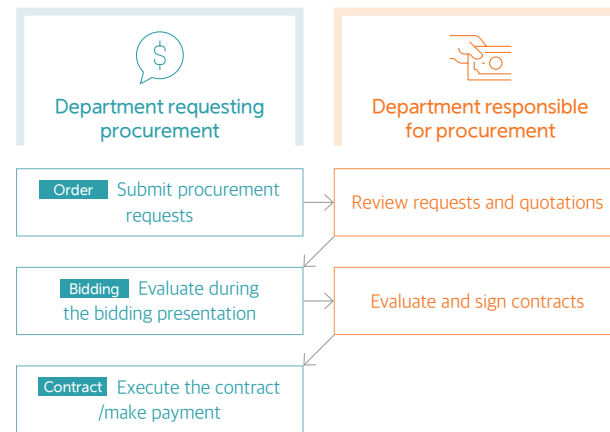 $
Department requesting
procurement
Department responsible
for procurement
Order Submit procurement
requests
Review requests and quotations
Bidding Evaluate during
the bidding presentation
Evaluate and sign contracts
Contract Execute the contract
/make payment